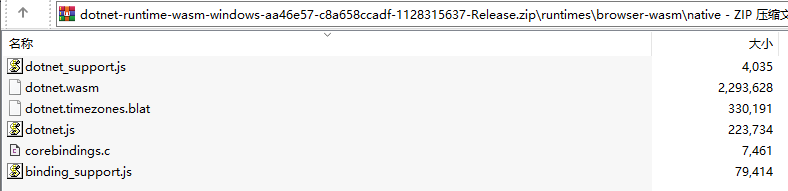 dotnet-runtime-wasm-windows-aa46e57-c8a658ccadf-1128315637-Release.zip\runtimes\browser-wasm\native - ZIP 压缩文
名称 大小
dotnet_support.js 4,035
dotnet.wasm 2,293,628
dotnet.timezones.blat 330,191
dotnet.js 223,734
corebindings.c 7,461
binding_support.js 79,414